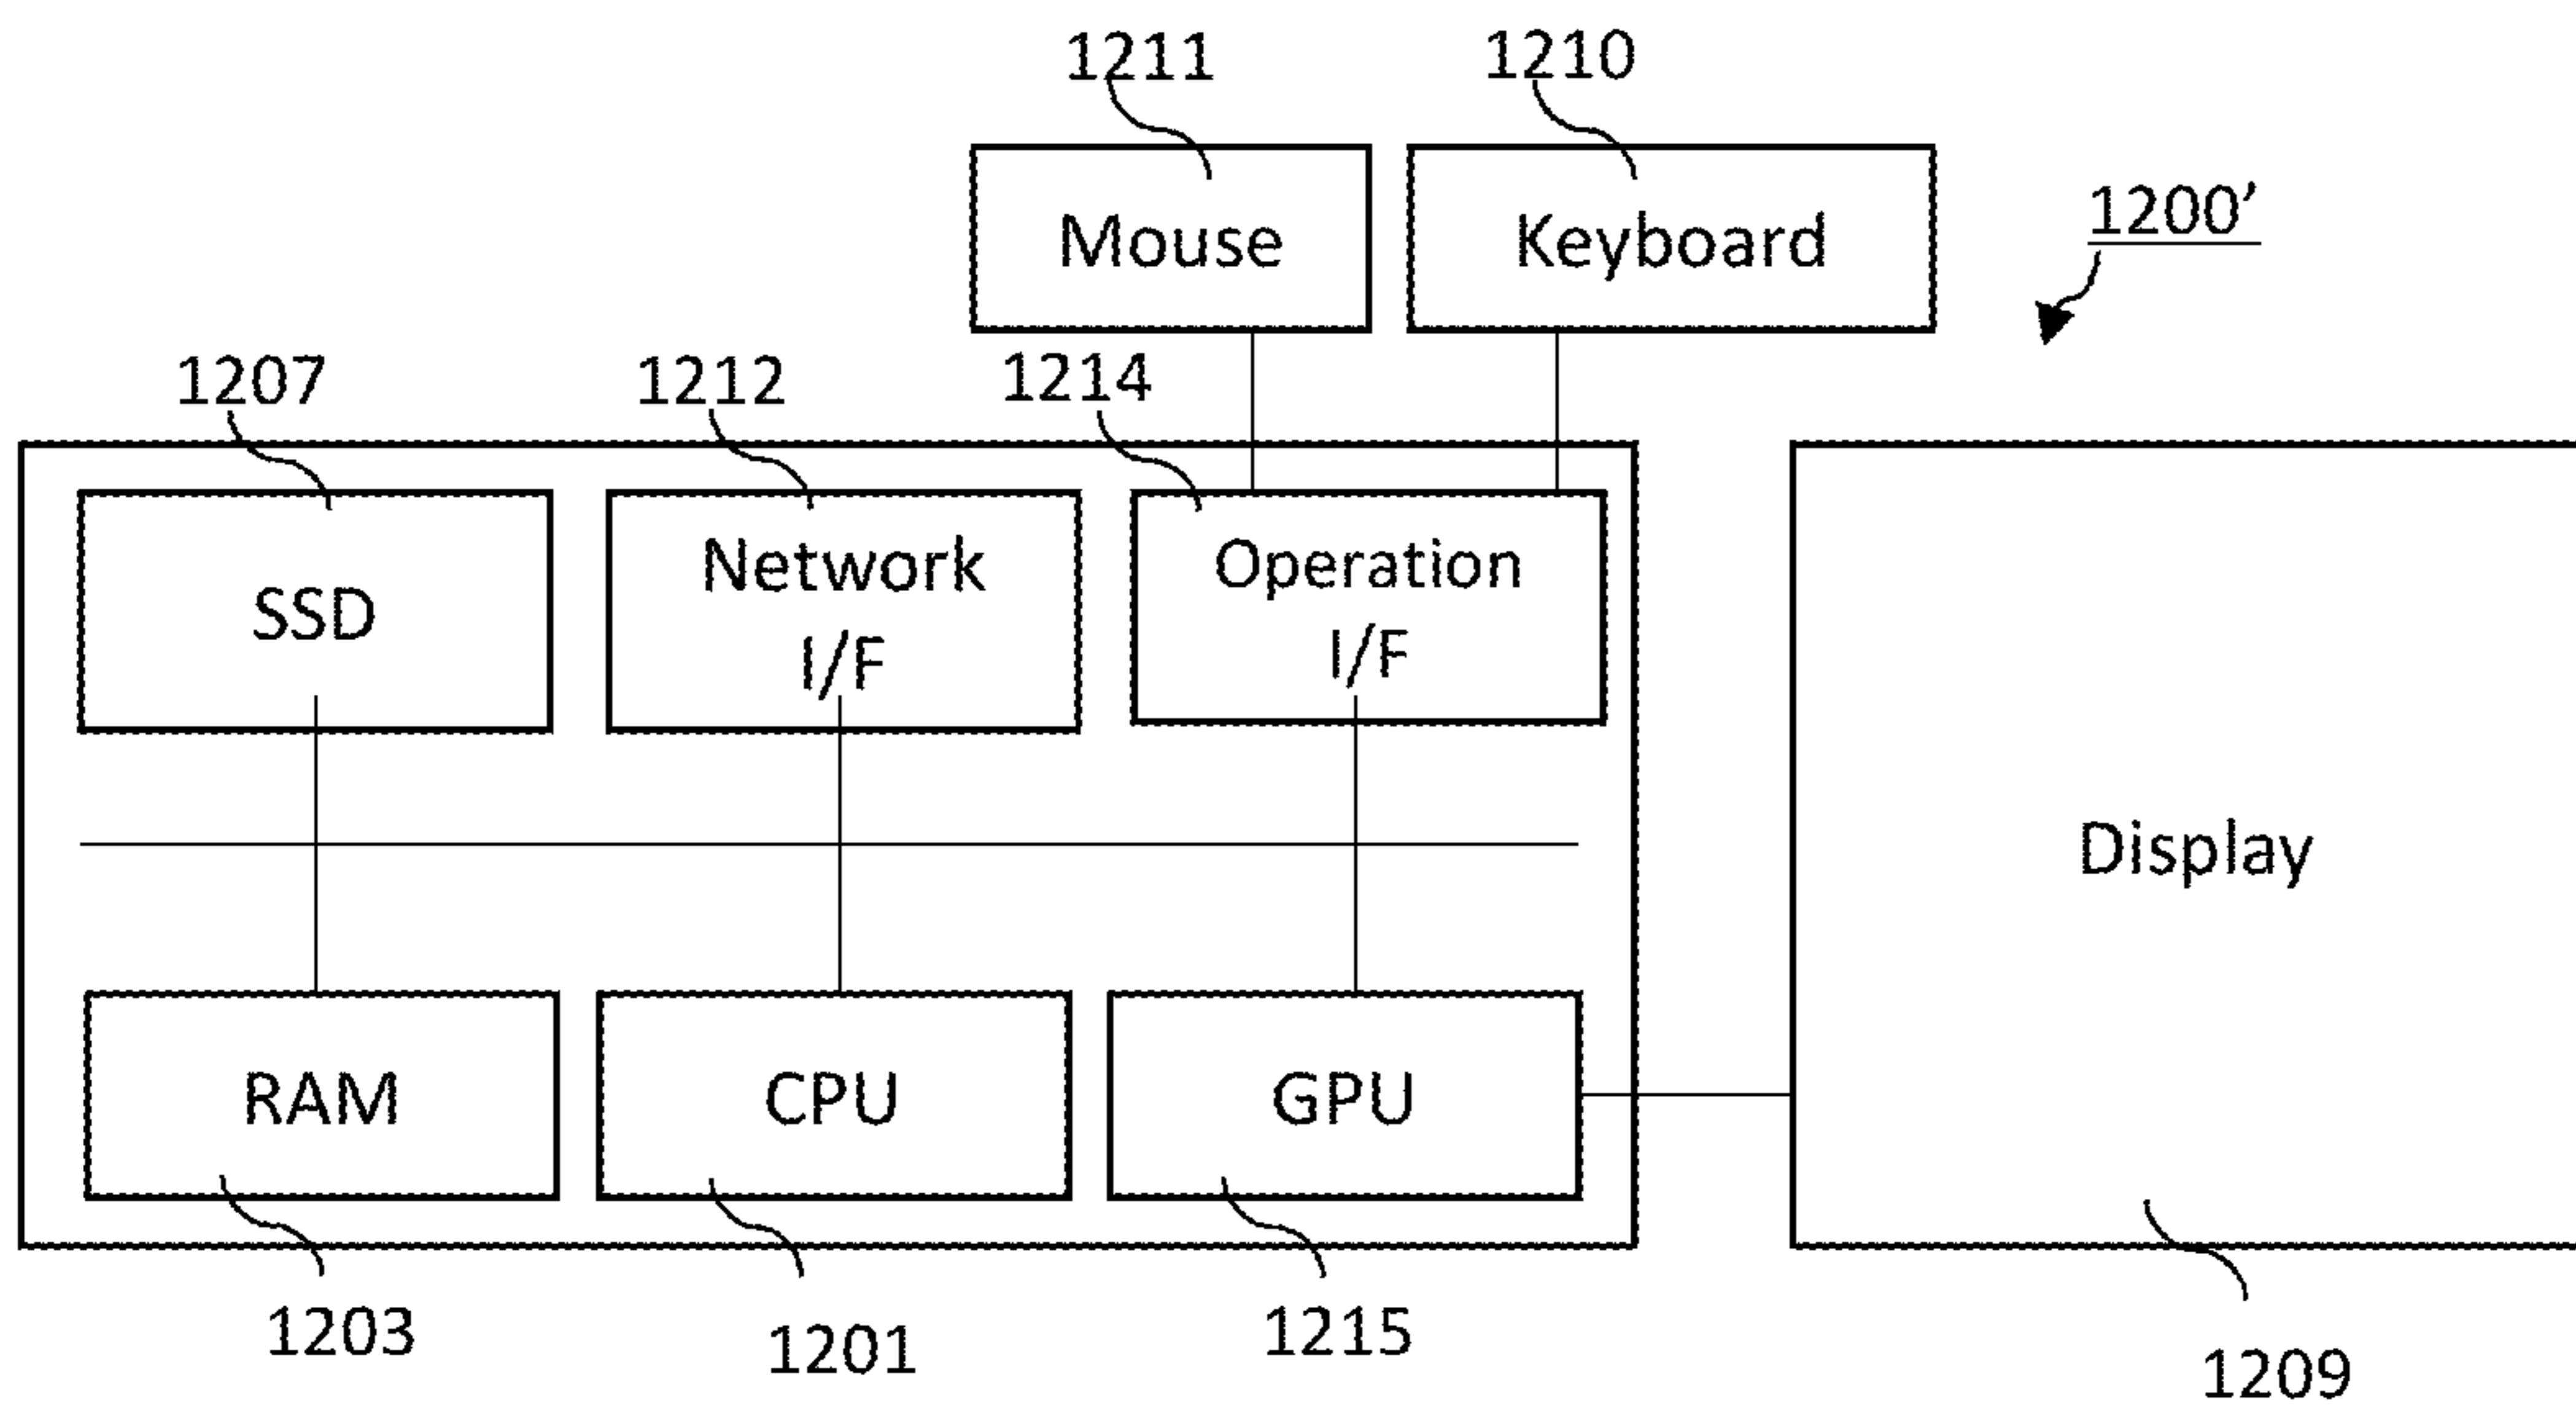 1211
1210
Mouse
Keyboard
1200’
1207
1212
1214
SSD
Network
I/F
Operation
I/F
Display
RAM
CPU
GPU
1203
1201
1215
1209